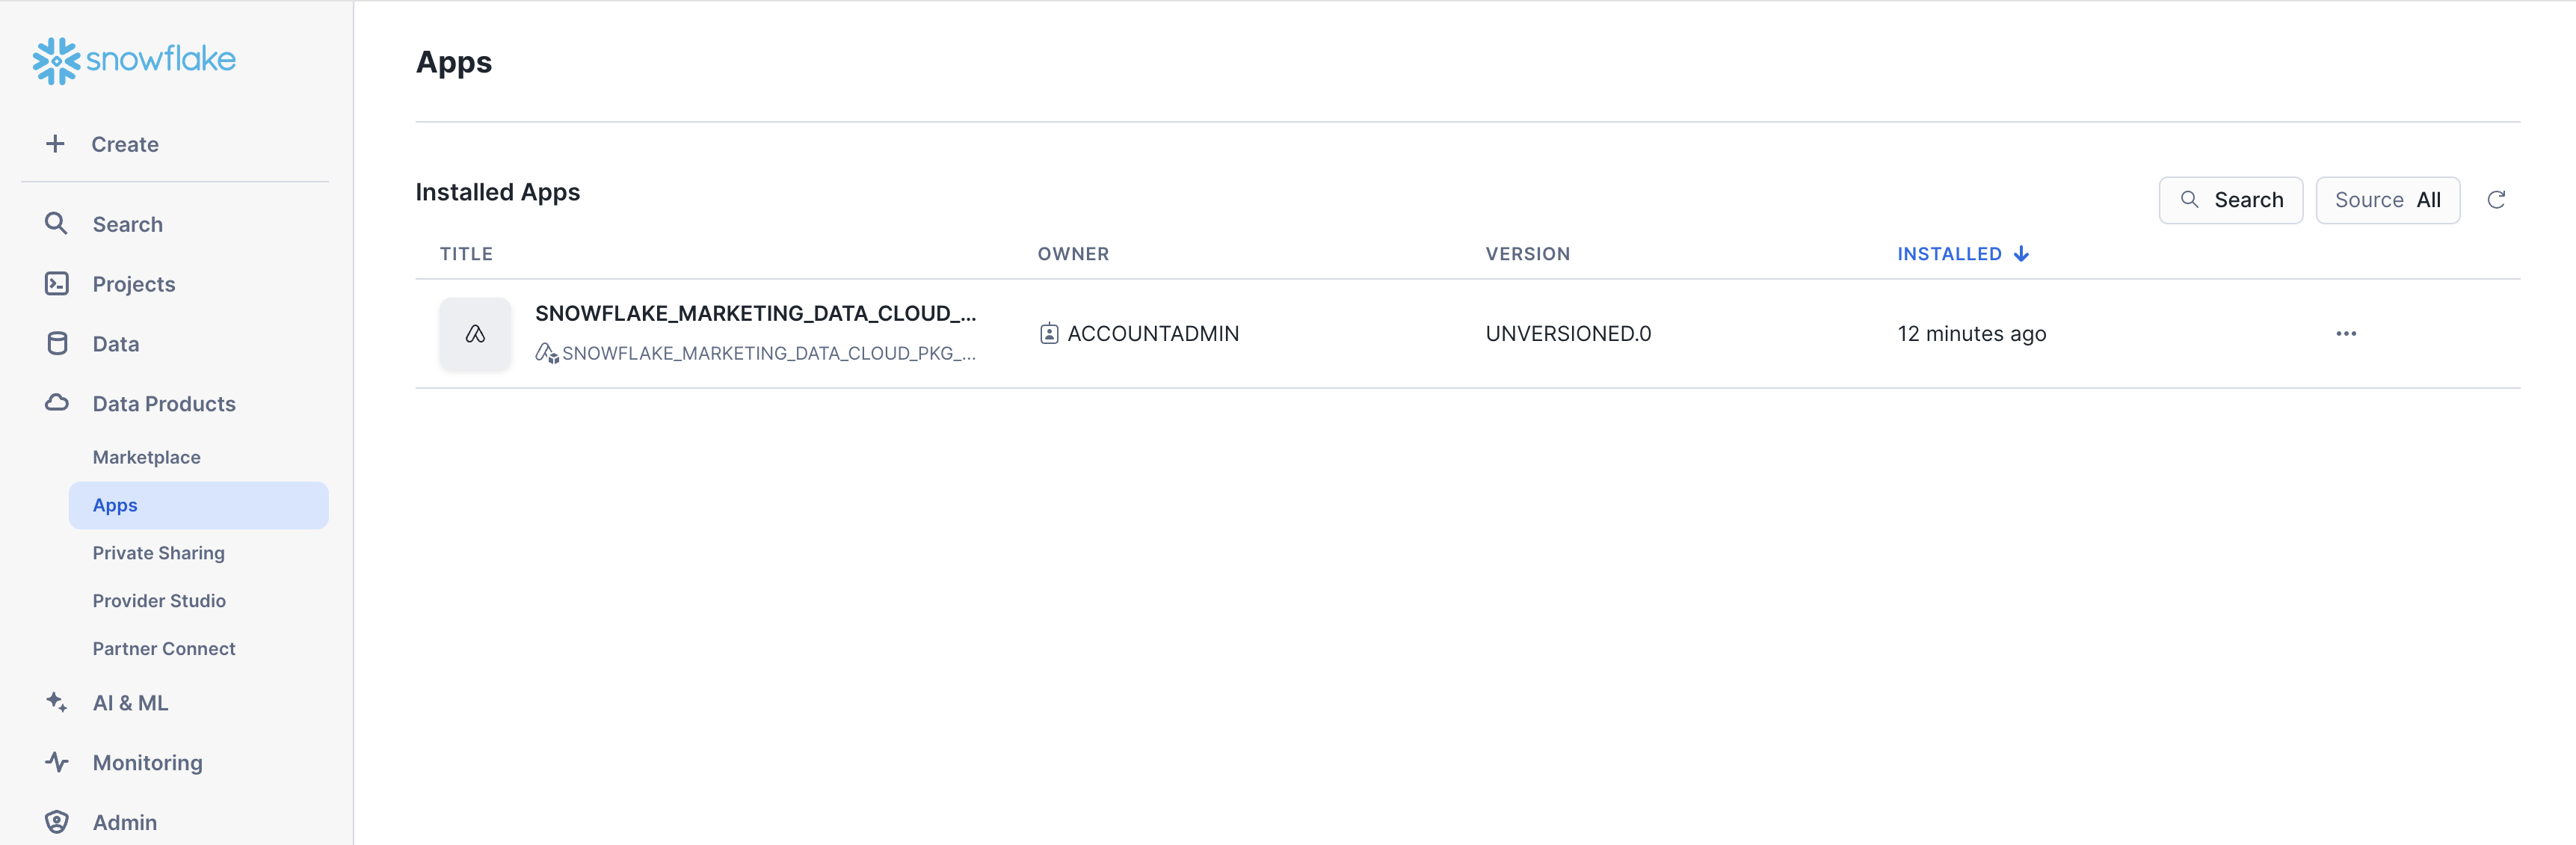 snowflake
Create
Search
Projects
Data
Data Products
Marketplace
Apps
Private Sharing
Provider Studio
Partner Connect
AI & ML
Monitoring
Admin
Apps
Installed Apps
Search
Source All
TITLE OWNER VERSION INSTALLED
SNOWFLAKE_MARKETING_DATA_CLOUD_...
SNOWFLAKE_MARKETING_DATA_CLOUD_PKG_...
ACCOUNTADMIN
UNVERSIONED.0
12 minutes ago